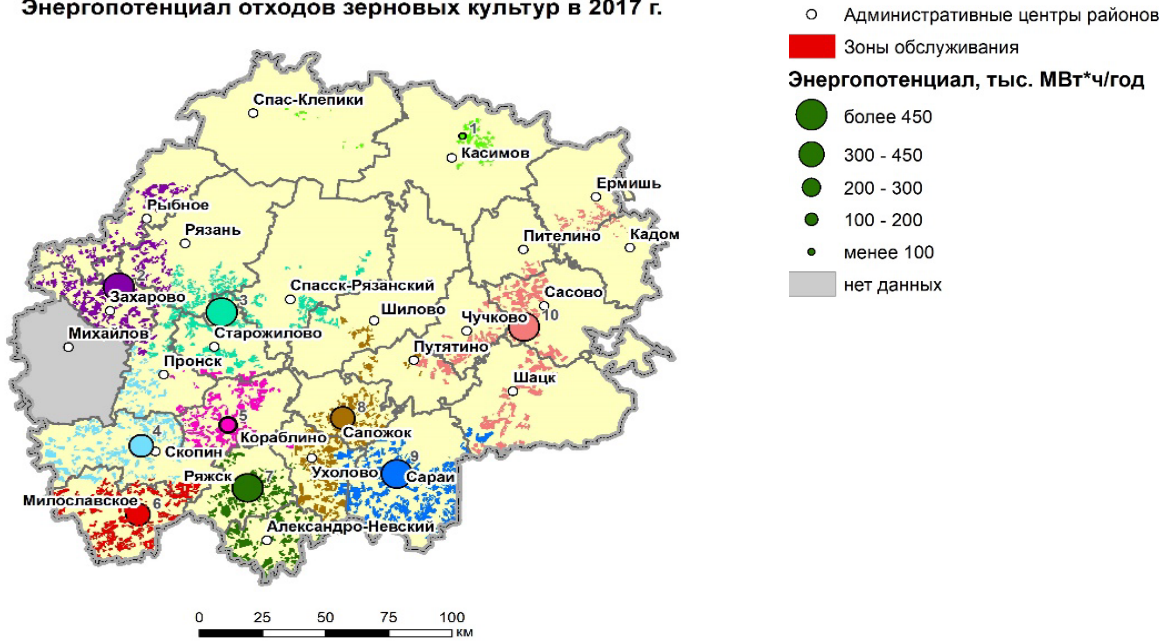 Энергопотенциал отходов зерновых культур в 2017 г.
Административные центры районов
Зоны обслуживания
Энергопотенциал, тыс. МВт*ч/год
более 450
300 - 450
200 - 300
100 - 200
менее 100
нет данных
Спас-Клепики
1
Касимов
Ермишь
Рыбное
Рязань
Пителино
Кадом
2
Захарово
Спасск-Рязанский
Сасово
3
Шилово
Чучково
10
Михайлов
Старожилово
Путятино
Пронск
Шацк
8
5
4
Кораблино
Сапожок
Скопин
9
Ряжск
7
Ухолово
Сараи
Милославское
6
Александро-Невский
0 25 50 75 100
км